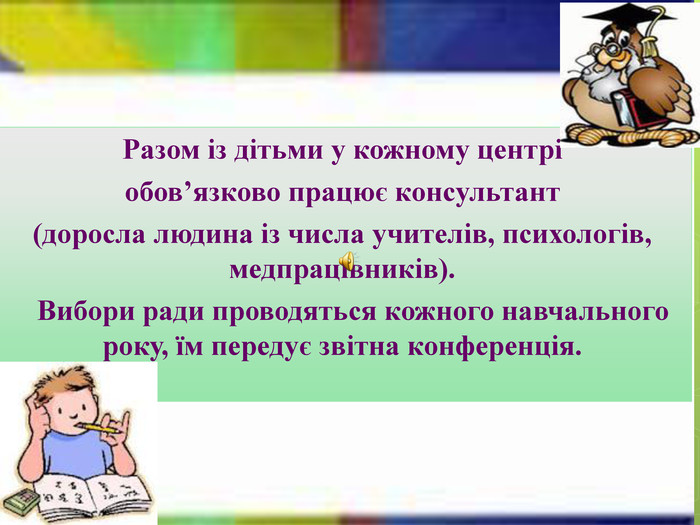 Разом із дітьми у кожному центрі
обов’язково працює консультант
(доросла людина із числа учителів, психологів,
медпрацівників).
Вибори ради проводяться кожного навчального
року, їм передує звітна конференція.